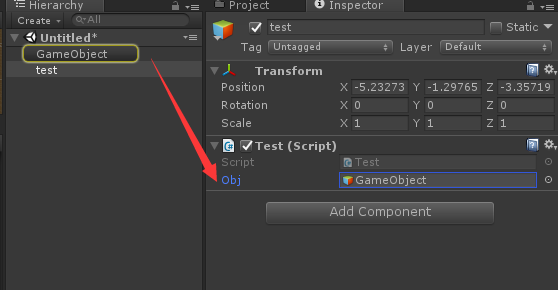 Hierarchy
Create All
Untitled*
GameObject
test
Project Inspector
test Static
Tag Untagged Layer Default
Transform
Position X -5.23273 Y -1.29765 Z -3.35719
Rotation X 0 Y 0 Z 0
Scale X 1 Y 1 Z 1
Test (Script)
Script Test
Obj GameObject
Add Component